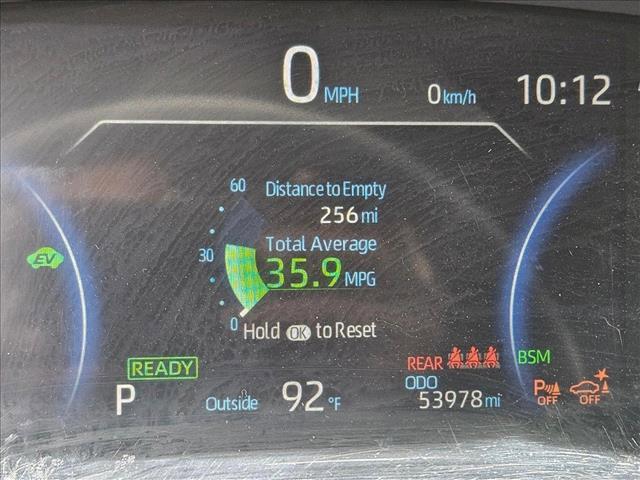 0 MPH 0 km/h 10:12
60 Distance to Empty
256 mi
Total Average
30 35.9 MPG
EV
0 Hold OK to Reset
READY REAR BSM
P Outside 92 °F ODO
53978 mi
P OFF OFF